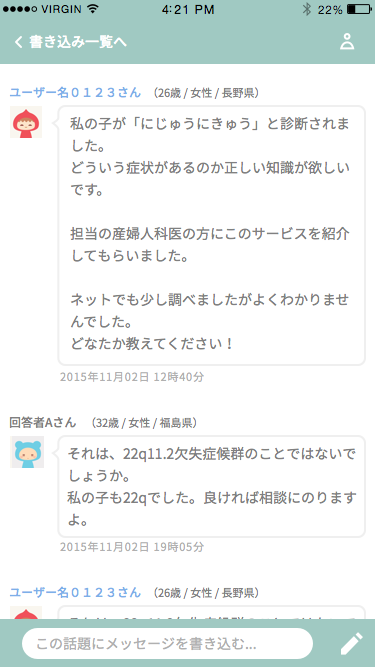 VIRGIN
4:21 PM
22%
書き込み一覧へ
ユーザー名０１２３さん （26歳 / 女性 / 長野県）
私の子が「にじゅうにきゅう」と診断されま
した。
どういう症状があるのか正しい知識が欲しい
です。
担当の産婦人科医の方にこのサービスを紹介
してもらいました。
ネットでも少し調べましたがよくわかりませ
んでした。
どなたか教えてください！
2015年11月02日 12時40分
回答者Aさん （32歳 / 女性 / 福島県）
それは、22q11.2欠失症候群のことではないで
しょうか。
私の子も22qでした。良ければ相談にのります
よ。
2015年11月02日 19時05分
ユーザー名０１２３さん （26歳 / 女性 / 長野県）
この話題にメッセージを書き込む...